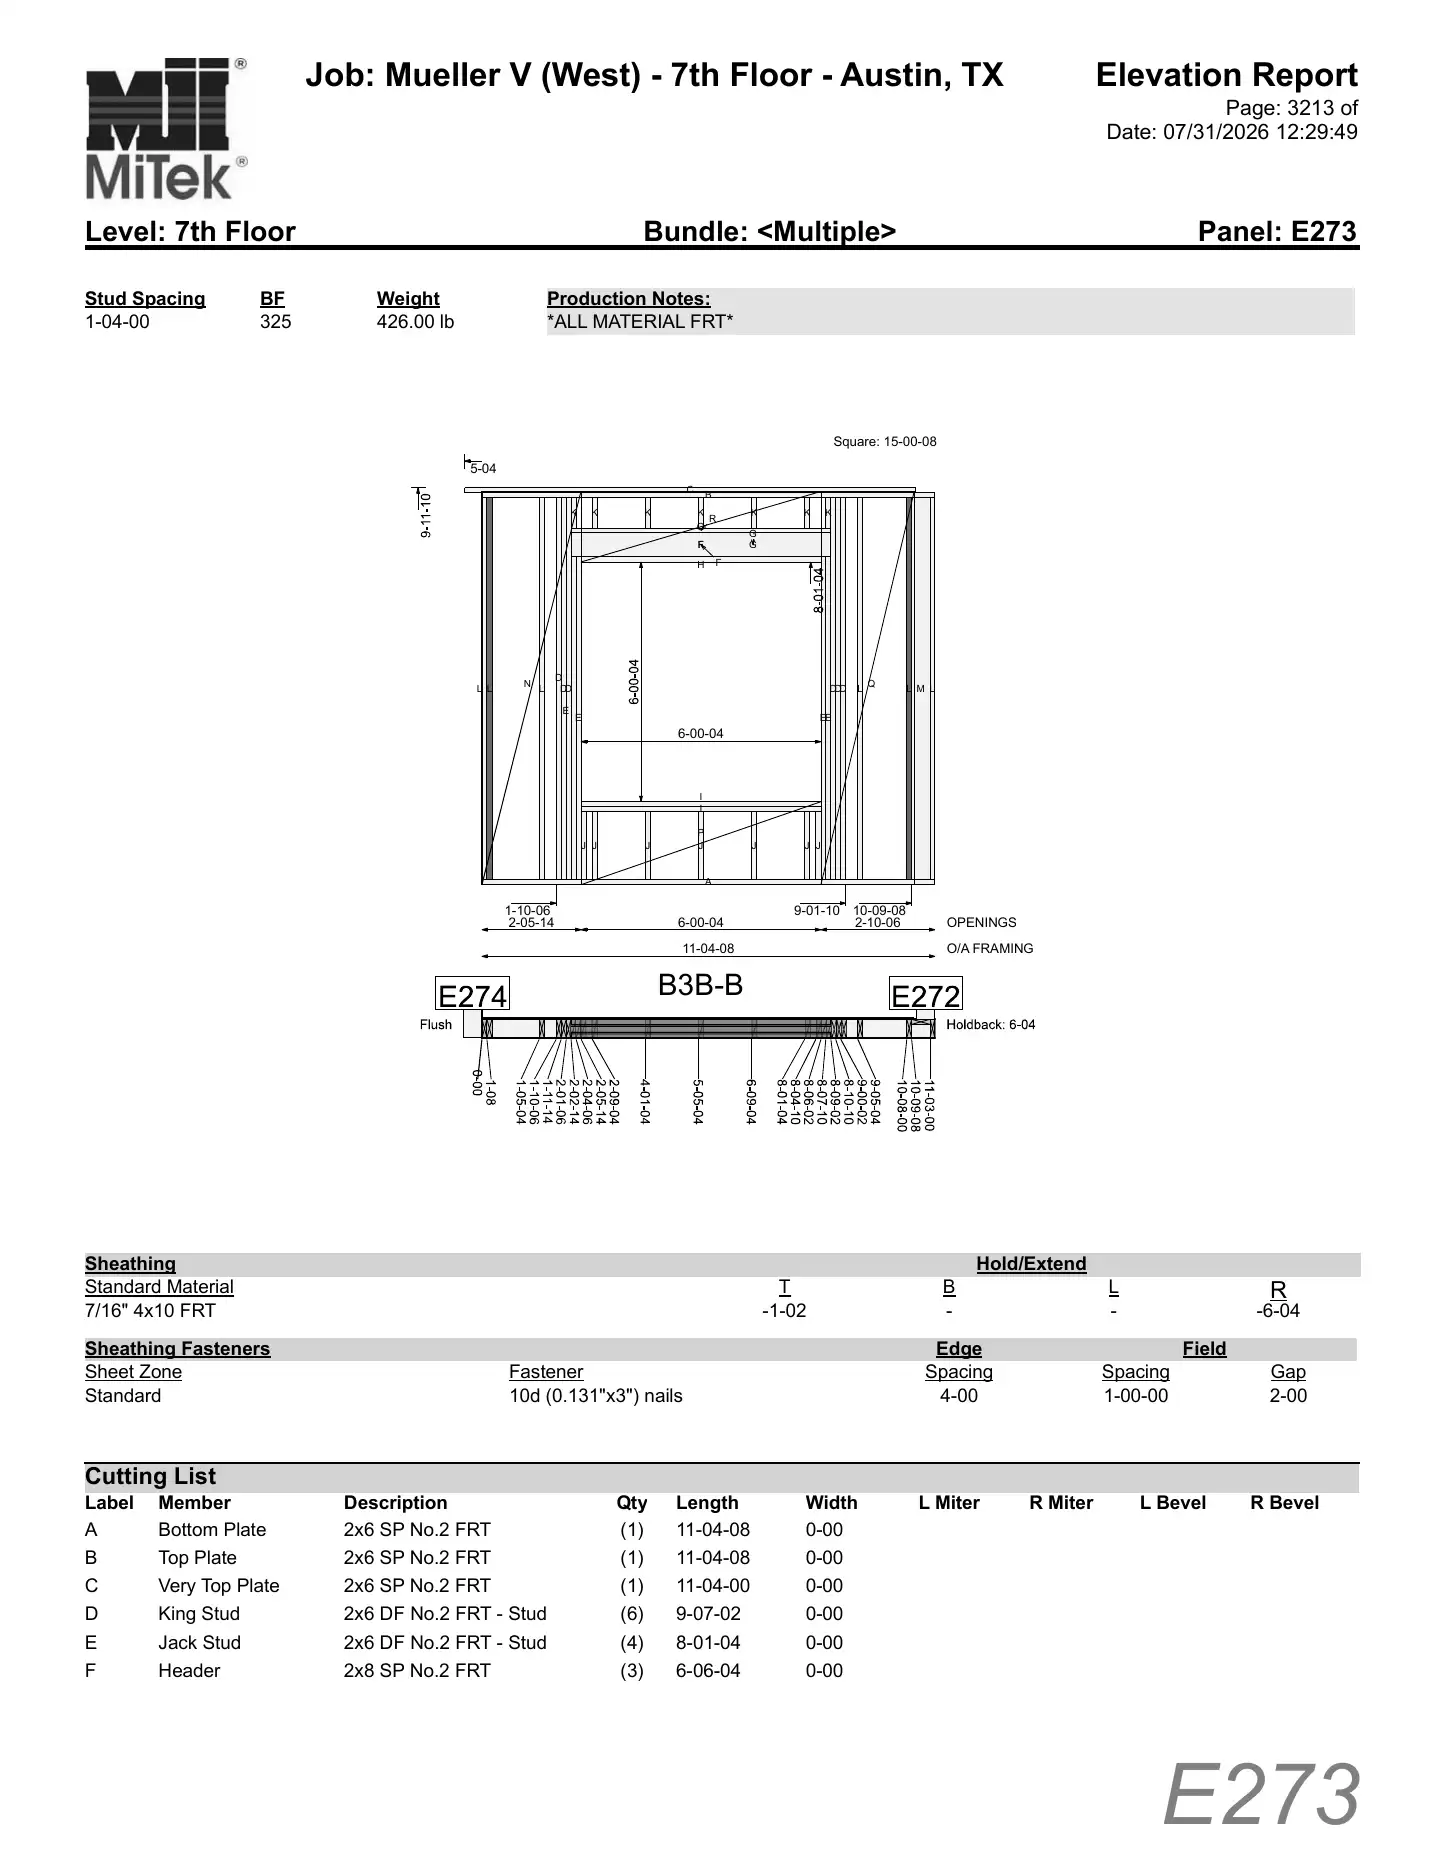 Job: Mueller V (West) - 7th Floor - Austin, TX
Elevation Report
Page: 3213 of
Date: 07/31/2026 12:29:49
MiTek®
Level: 7th Floor Bundle: <Multiple> Panel: E273
Stud Spacing BF Weight Production Notes:
1-04-00 325 426.00 lb *ALL MATERIAL FRT*
Square: 15-00-08
5-04
9-11-10
C
B
K K K K K K K
R
G
G
F G
H F
8-01-04
6-00-04
L L N L D D D D D D L Q L M L
E E E E
6-00-04
I
I
P
J J J J J J J
A
1-10-06 9-01-10 10-09-08
2-05-14 6-00-04 2-10-06 OPENINGS
11-04-08 O/A FRAMING
E274 B3B-B E272
Flush Holdback: 6-04
0-00
1-08
1-05-04
1-10-06
1-11-14
2-01-06
2-02-14
2-04-06
2-05-14
2-09-04
4-01-04
5-05-04
6-09-04
8-01-04
8-04-10
8-06-02
8-07-10
8-09-02
8-10-10
9-00-02
9-05-04
10-08-00
10-09-08
11-03-00
Sheathing Hold/Extend
Standard Material T B L R
7/16" 4x10 FRT -1-02 - - -6-04
Sheathing Fasteners Edge Field
Sheet Zone Fastener Spacing Spacing Gap
Standard 10d (0.131"x3") nails 4-00 1-00-00 2-00
Cutting List
Label Member Description Qty Length Width L Miter R Miter L Bevel R Bevel
A Bottom Plate 2x6 SP No.2 FRT (1) 11-04-08 0-00
B Top Plate 2x6 SP No.2 FRT (1) 11-04-08 0-00
C Very Top Plate 2x6 SP No.2 FRT (1) 11-04-00 0-00
D King Stud 2x6 DF No.2 FRT - Stud (6) 9-07-02 0-00
E Jack Stud 2x6 DF No.2 FRT - Stud (4) 8-01-04 0-00
F Header 2x8 SP No.2 FRT (3) 6-06-04 0-00
E273